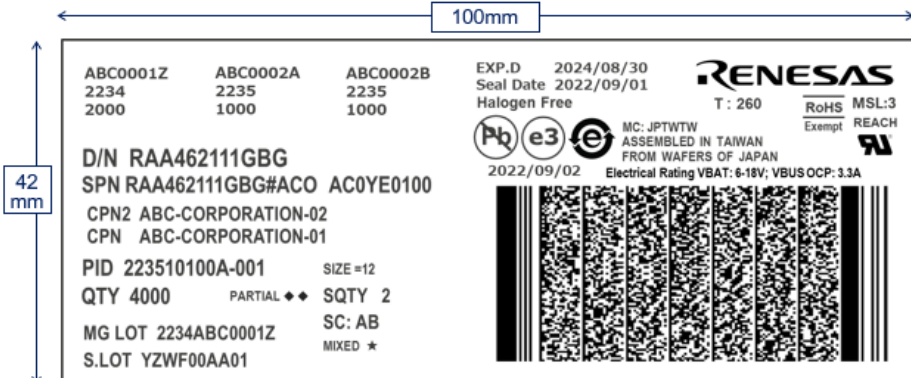 100mm
42
mm
ABC0001Z ABC0002A ABC0002B
2234 2235 2235
2000 1000 1000
D/N RAA462111GBG
SPN RAA462111GBG#ACO AC0YE0100
CPN2 ABC-CORPORATION-02
CPN ABC-CORPORATION-01
PID 223510100A-001 SIZE =12
QTY 4000 PARTIAL ◆ ◆ SQTY 2
SC: AB
MG LOT 2234ABC0001Z
MIXED ★
S.LOT YZWF00AA01
EXP.D 2024/08/30
Seal Date 2022/09/01
Halogen Free
RENESAS
T : 260 RoHS MSL:3
Exempt REACH
Pb e3 e
MC: JPTWTW
ASSEMBLED IN TAIWAN
FROM WAFERS OF JAPAN
2022/09/02 Electrical Rating VBAT: 6-18V; VBUS OCP: 3.3A